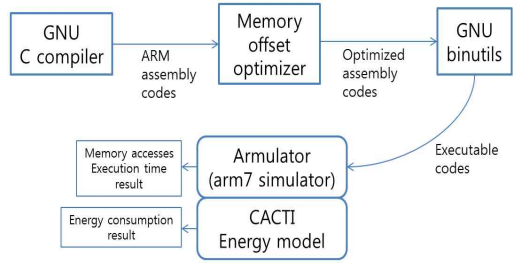 GNU
C compiler
ARM
assembly
codes
Memory
offset
optimizer
Optimized
assembly
codes
GNU
binutils
Executable
codes
Memory accesses
Execution time
result
Armulator
(arm7 simulator)
Energy consumption
result
CACTI
Energy model